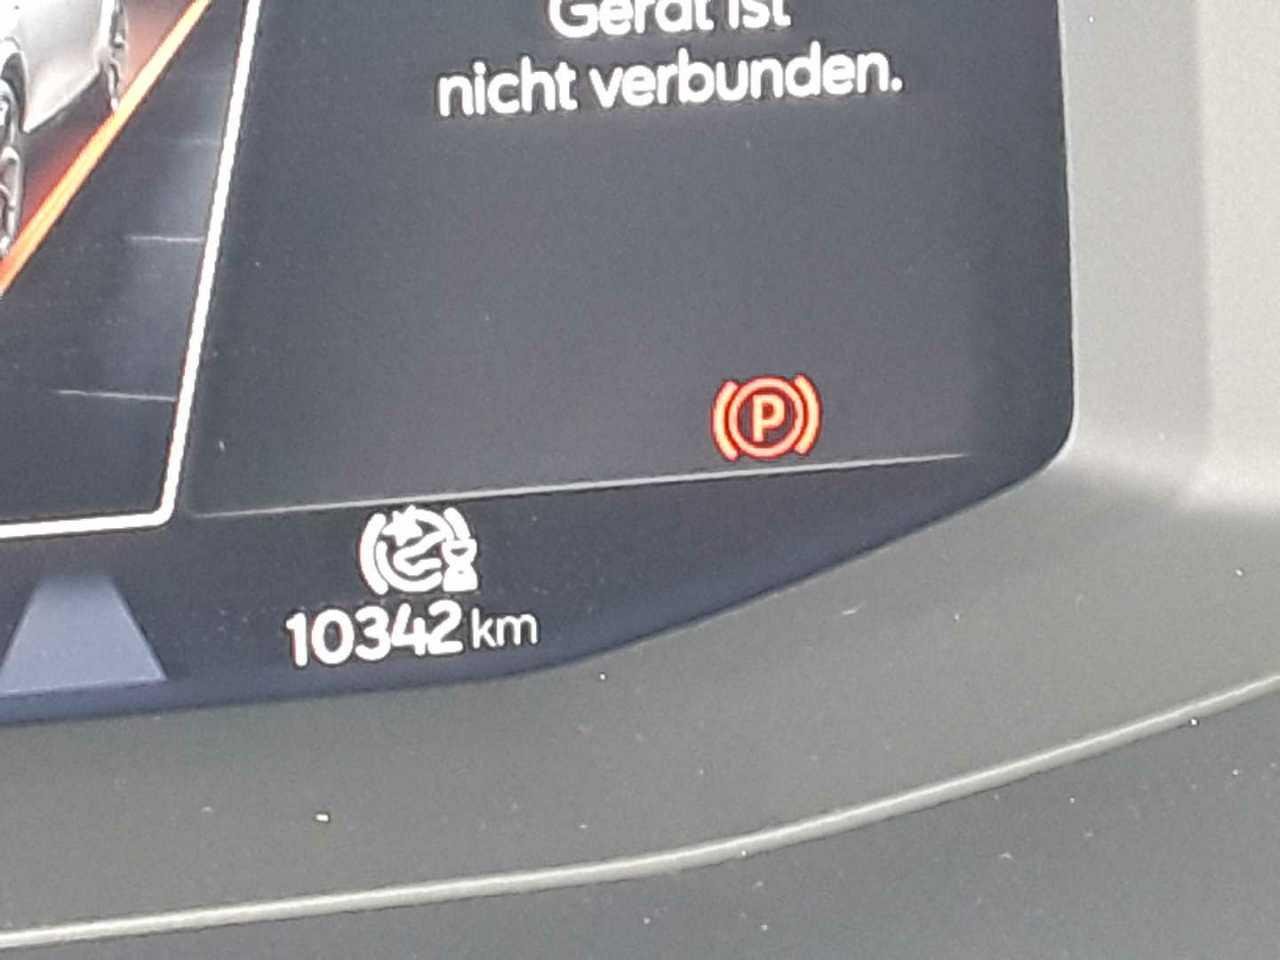 Gerät ist
nicht verbunden.
P
10342 km